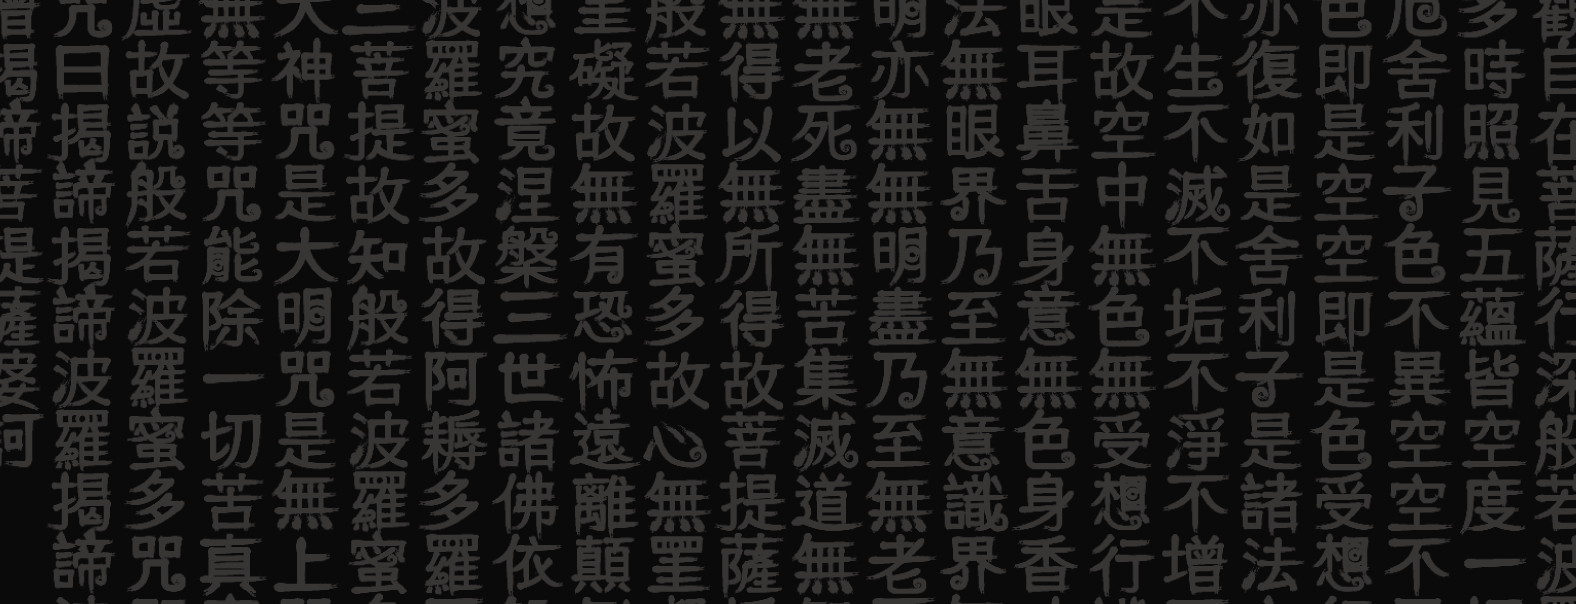 觀自在菩薩行深般若波
多時照見五蘊皆空度一
厄舍利子色不異空空不
色即是空空即是色受想
亦復如是舍利子是諸法
不生不滅不垢不淨不增
是故空中無色無受想行
眼耳鼻舌身意無色身香
法無眼界乃至無意識界
明亦無無明盡乃至無老
無老死盡無苦集滅道無
無得以無所得故菩提薩
般若波羅蜜多故心無罣
罣礙故無有恐怖遠離顛
想究竟涅槃三世諸佛依
波羅蜜多故得阿耨多羅
三菩提故知般若波羅蜜
大神咒是大明咒是無上
無等等咒能除一切苦真
虛故説般若波羅蜜多咒
咒曰揭諦揭諦波羅揭諦
僧揭諦菩提薩婆訶